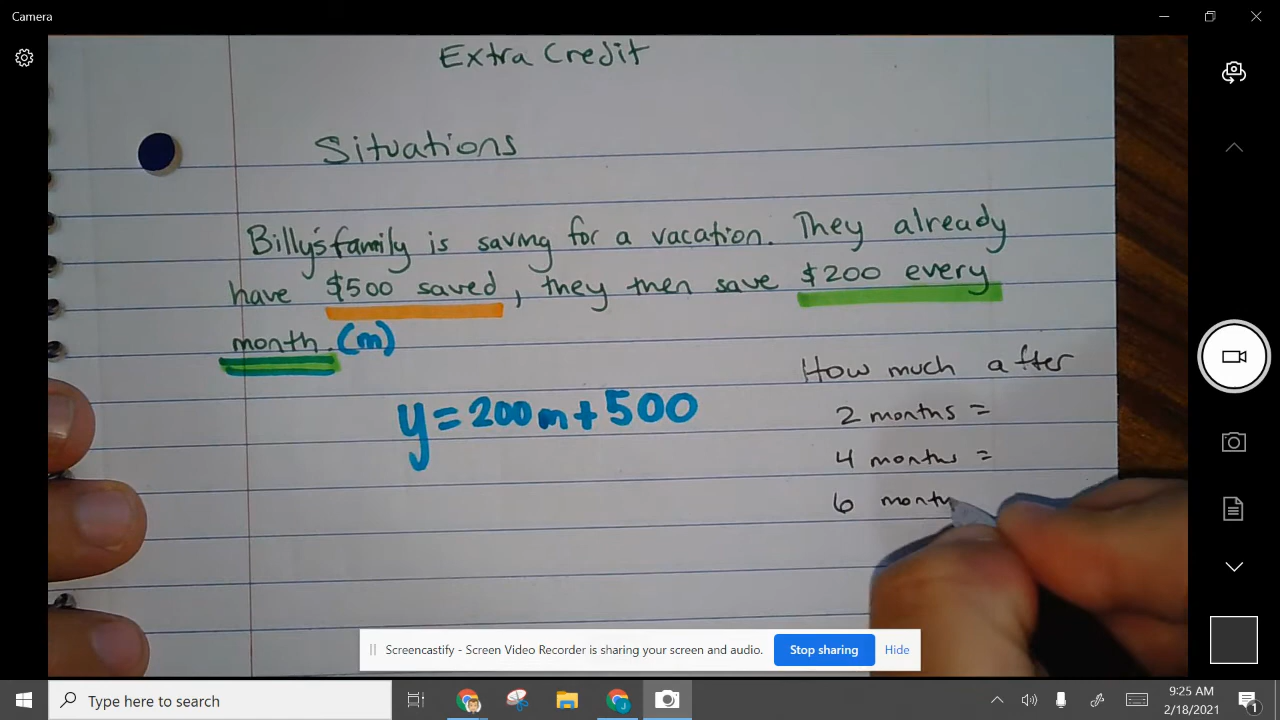 Camera
Extra Credit
Situations
Billy's family is saving for a vacation. They already
have $500 saved, they then save $200 every
month. (m)
y = 200m + 500
How much after
2 months =
4 months =
6 month
Screencastify - Screen Video Recorder is sharing your screen and audio.
Stop sharing
Hide
Type here to search
9:25 AM
2/18/2021
1